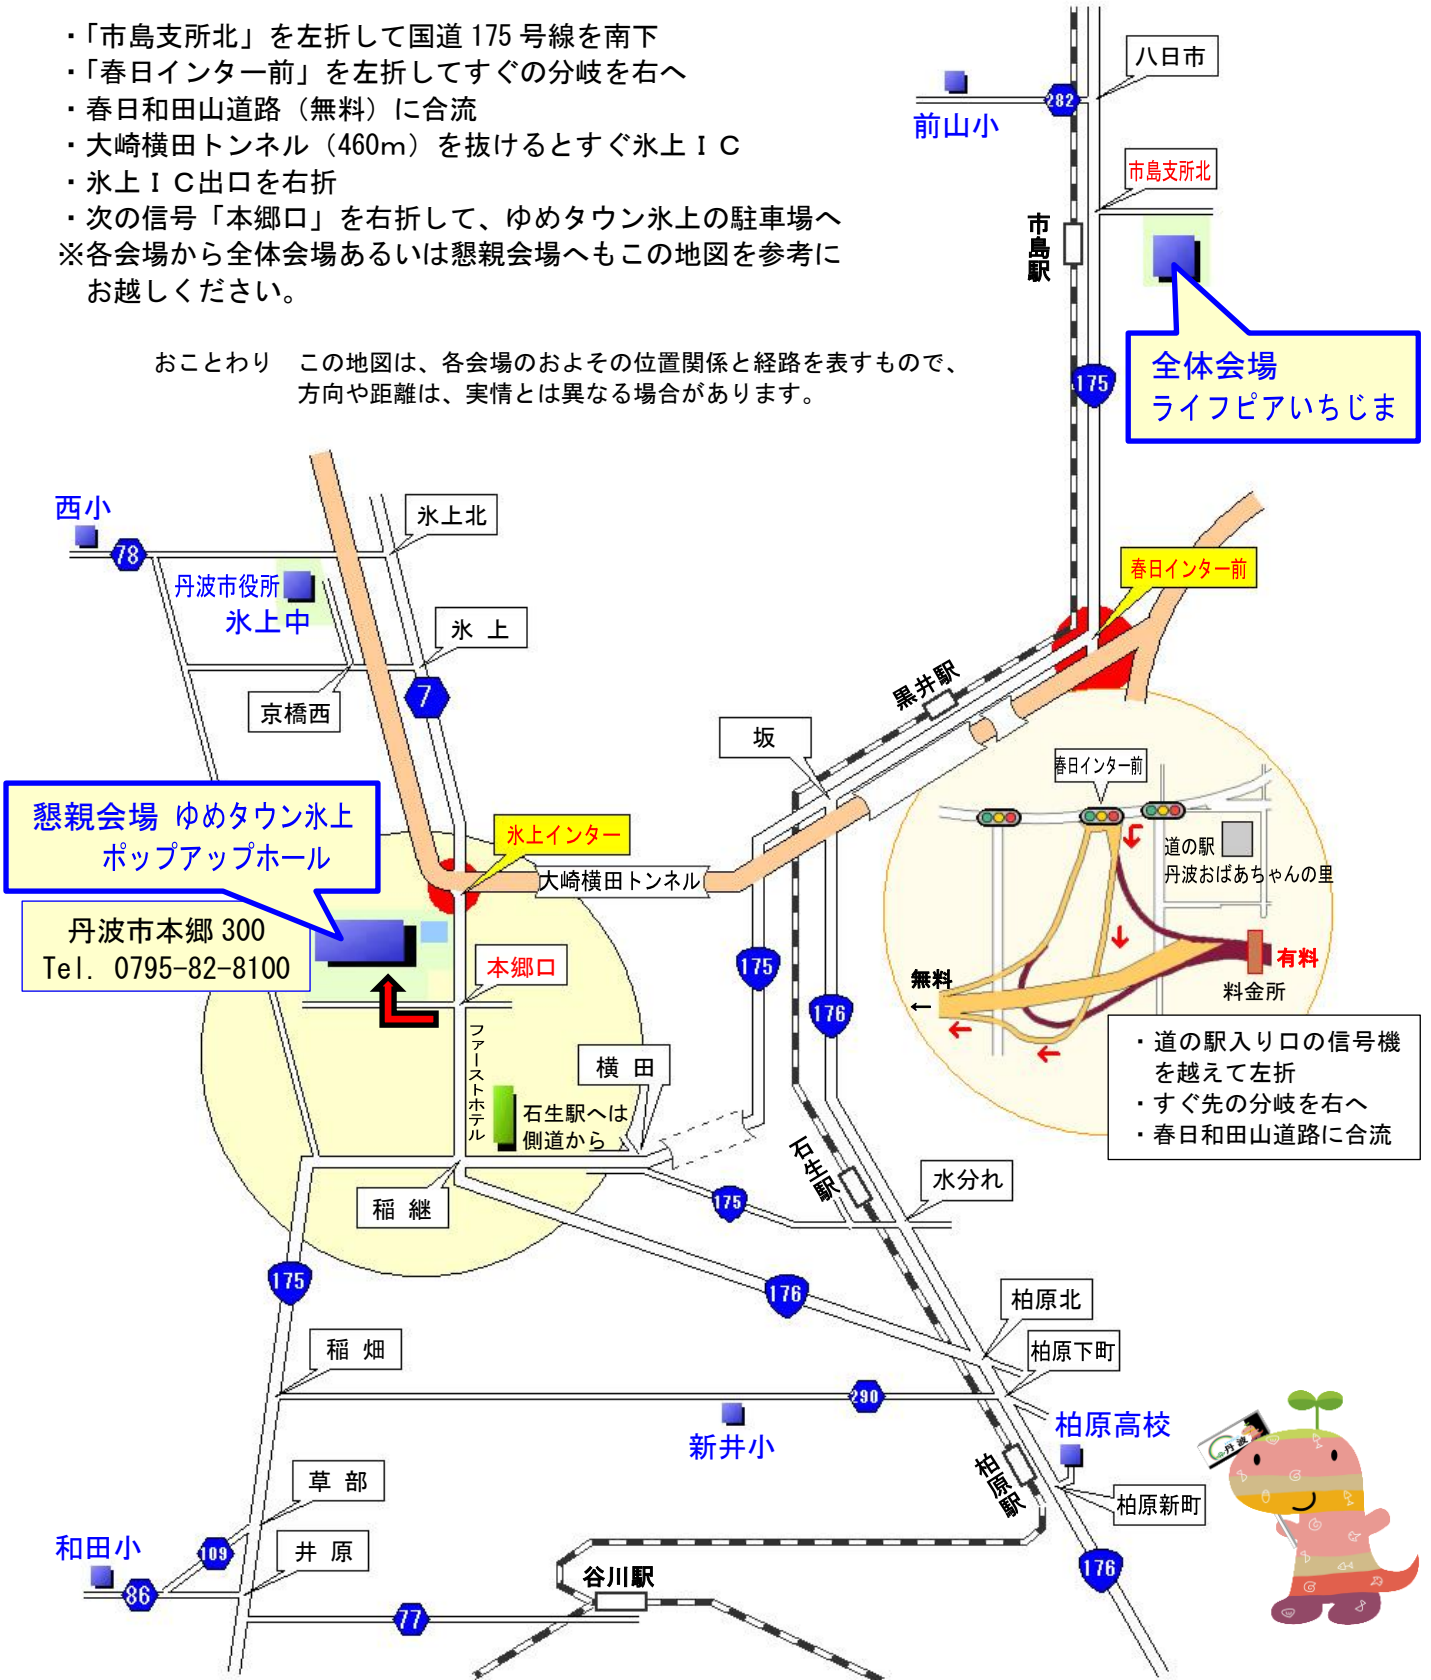 ・「市島支所北」を左折して国道175号線を南下
・「春日インター前」を左折してすぐの分岐を右へ
・春日和田山道路（無料）に合流
・大崎横田トンネル（460ｍ）を抜けるとすぐ氷上ＩＣ
・氷上ＩＣ出口を右折
・次の信号「本郷口」を右折して、ゆめタウン氷上の駐車場へ
※各会場から全体会場あるいは懇親会場へもこの地図を参考に
お越しください。
おことわり　この地図は、各会場のおよその位置関係と経路を表すもので、
方向や距離は、実情とは異なる場合があります。
八日市
282
前山小
市島支所北
市島駅
175
全体会場
ライフピアいちじま
西小
78
氷上北
丹波市役所
氷上中
氷 上
京橋西
7
春日インター前
黒井駅
坂
懇親会場 ゆめタウン氷上
ポップアップホール
氷上インター
大崎横田トンネル
丹波市本郷300
Tel. 0795-82-8100
本郷口
ファーストホテル
石生駅へは
側道から
横 田
175
176
春日インター前
道の駅
丹波おばあちゃんの里
無料
←
有料
料金所
・道の駅入り口の信号機
を越えて左折
・すぐ先の分岐を右へ
・春日和田山道路に合流
石生駅
水分れ
175
稲 継
175
176
柏原北
柏原下町
稲 畑
290
新井小
柏原高校
柏原駅
柏原新町
丹波
草 部
109
井 原
和田小
86
77
谷川駅
176